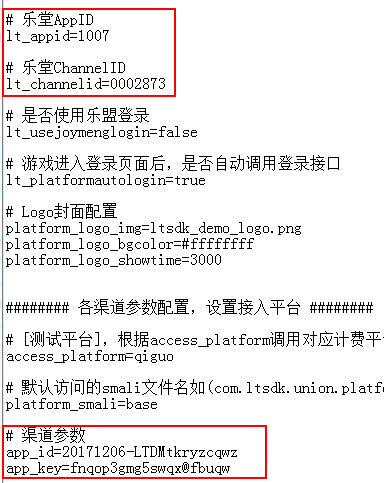 # 乐堂AppID
lt_appid=1007
# 乐堂ChannelID
lt_channelid=0002873
# 是否使用乐盟登录
lt_usejoymenglogin=false
# 游戏进入登录页面后，是否自动调用登录接口
lt_platformautologin=true
# Logo封面配置
platform_logo_img=ltsdk_demo_logo.png
platform_logo_bgcolor=#ffffffff
platform_logo_showtime=3000
######## 各渠道参数配置，设置接入平台 ########
# [测试平台]，根据access_platform调用对应计费平
access_platform=qiguo
# 默认访问的smali文件名如(com.ltsdk.union.platfo
platform_smali=base
# 渠道参数
app_id=20171206-LTDMtkryzcqwz
app_key=fnqop3gmg5swqx@fbuqw